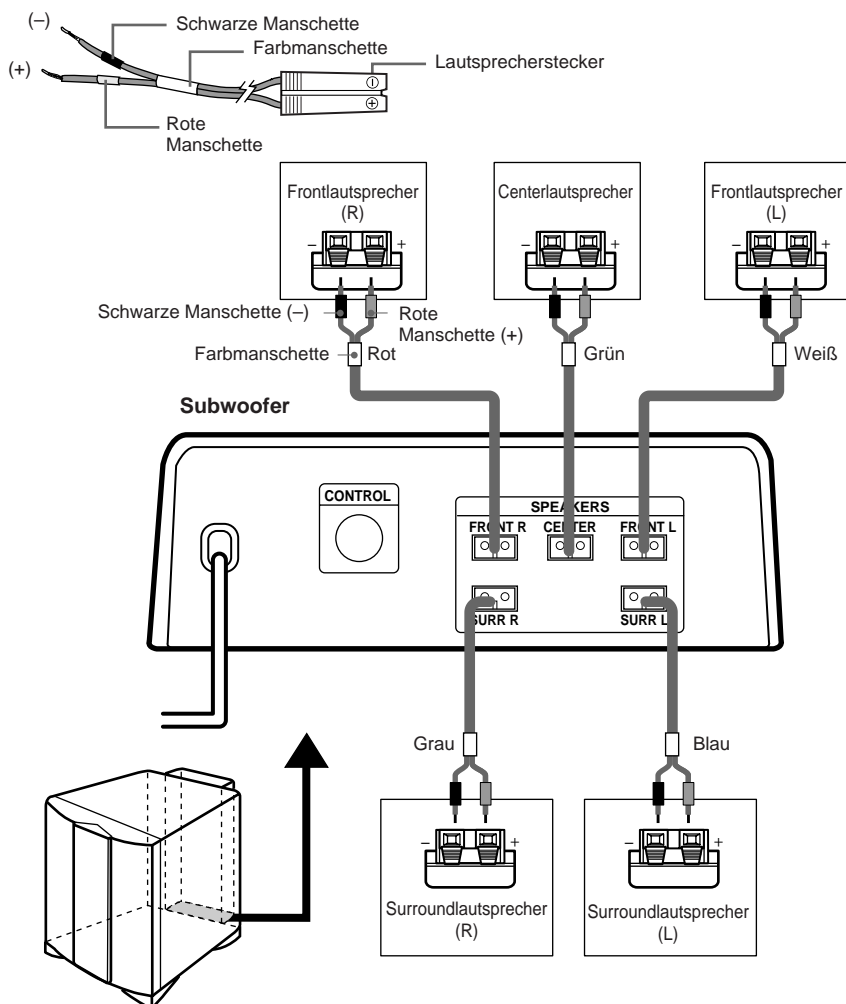 (–)
Schwarze Manschette
Farbmanschette
(+)
Lautsprecherstecker
Rote
Manschette
Frontlautsprecher
(R)
– +
Centerlautsprecher
– +
Frontlautsprecher
(L)
– +
Schwarze Manschette (–)
Rote
Manschette (+)
Farbmanschette
Rot
Grün
Weiß
Subwoofer
CONTROL
SPEAKERS
FRONT R
CENTER
FRONT L
SURR R
SURR L
Grau
Blau
– +
Surroundlautsprecher
(R)
– +
Surroundlautsprecher
(L)